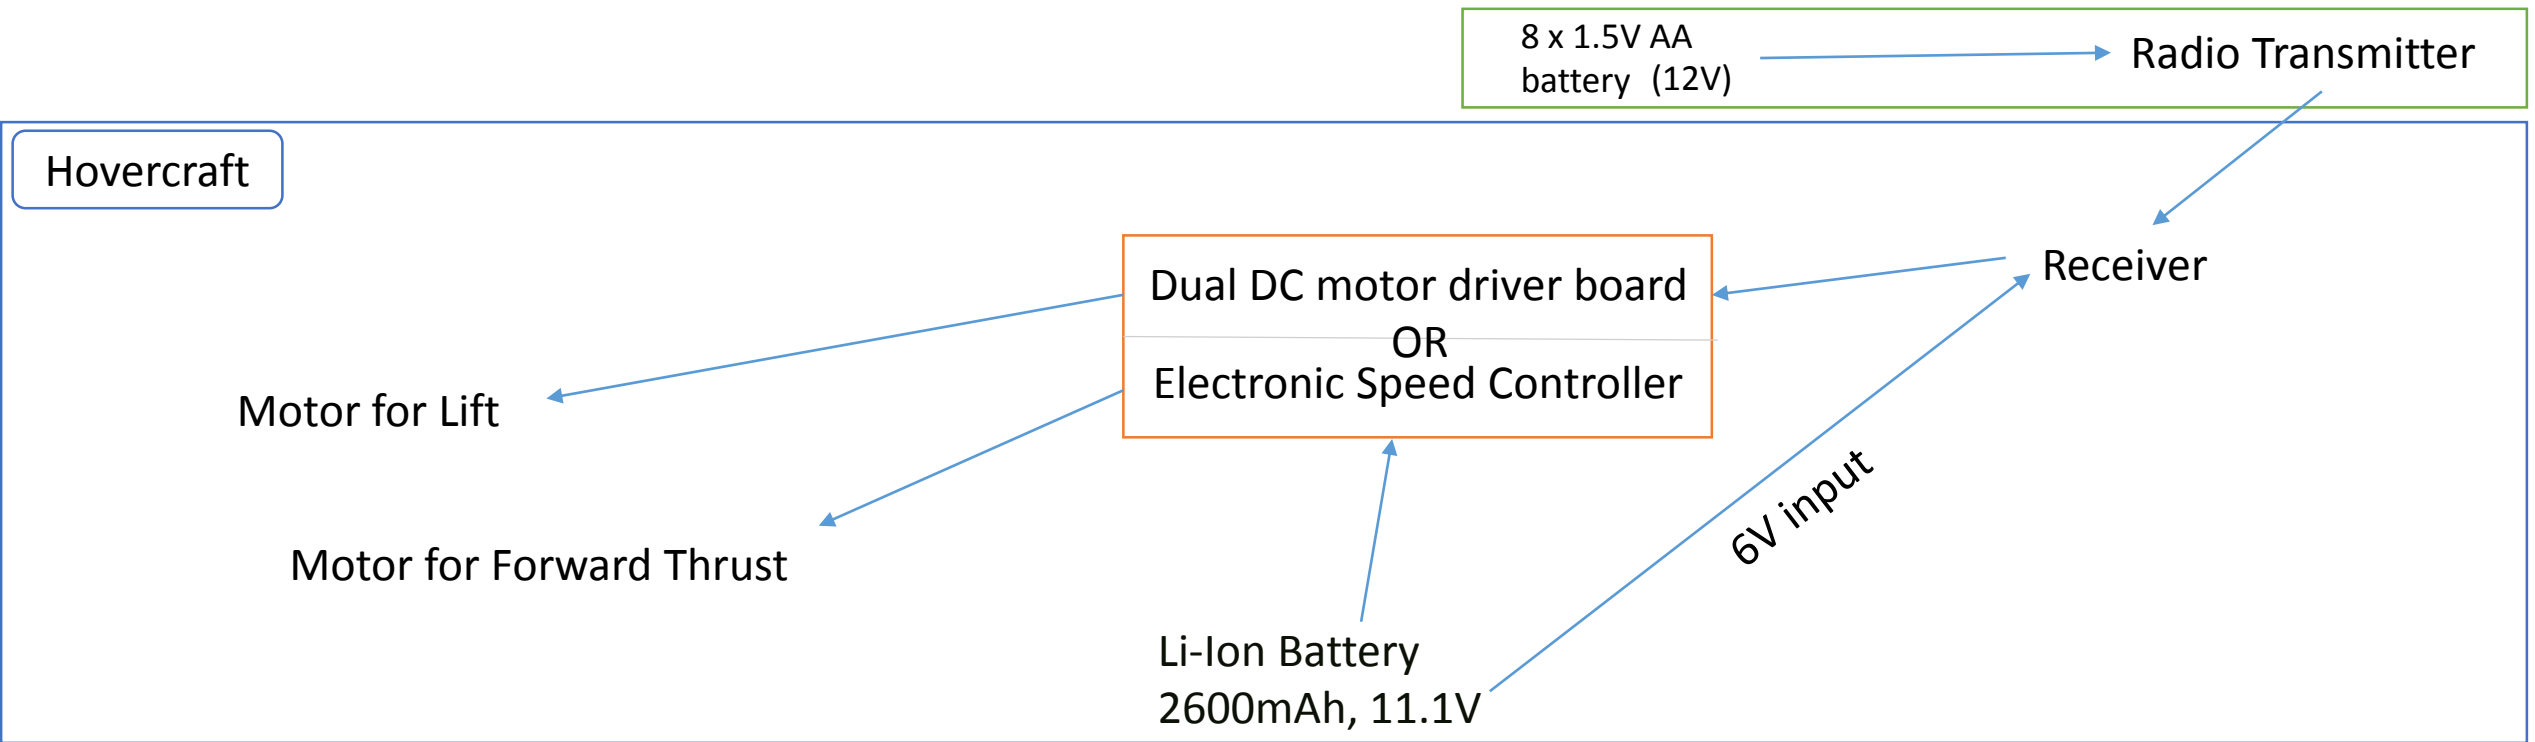 8 x 1.5V AA
battery (12V)
Radio Transmitter
Hovercraft
Receiver
Dual DC motor driver board
OR
Electronic Speed Controller
Motor for Lift
6V input
Motor for Forward Thrust
Li-Ion Battery
2600mAh, 11.1V